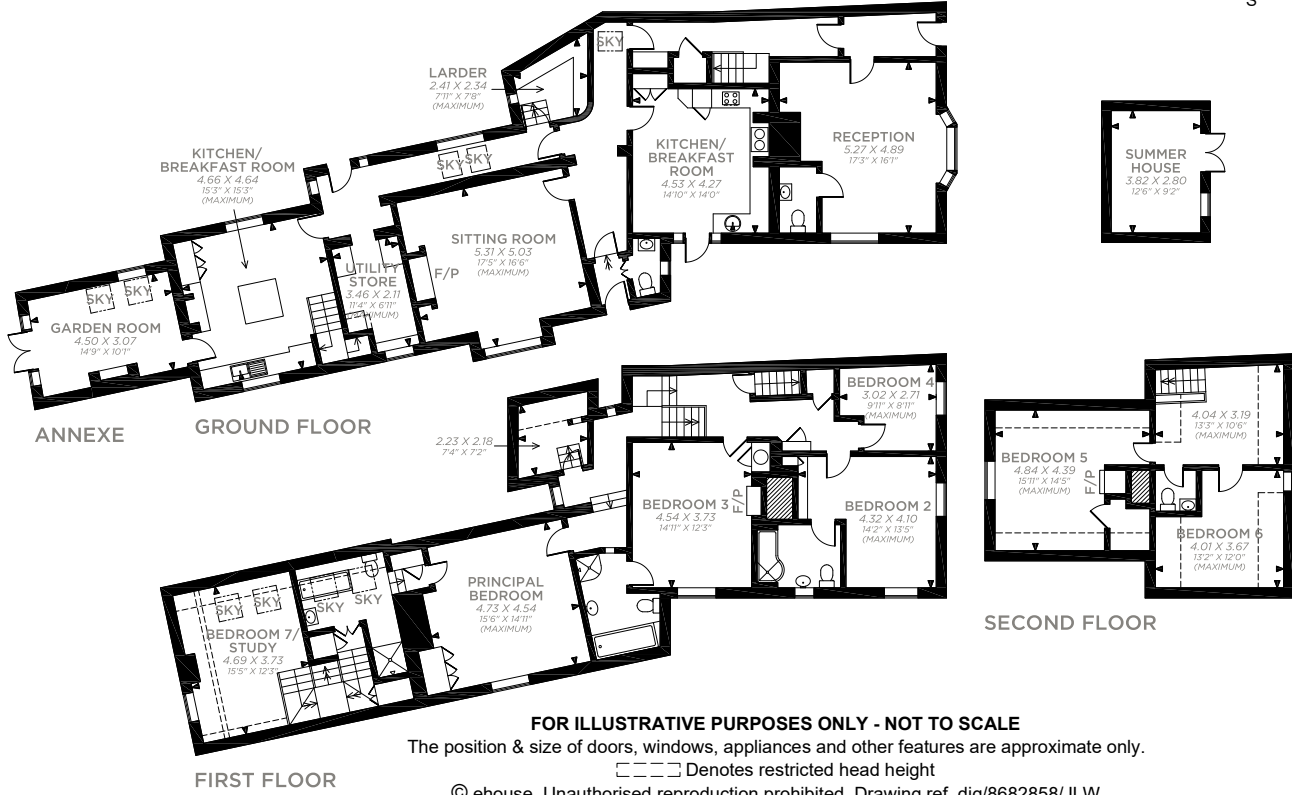 S
SKY
LARDER
2.41 X 2.34
7'11" X 7'8"
(MAXIMUM)
KITCHEN/
BREAKFAST ROOM
4.66 X 4.64
15'3" X 15'3"
(MAXIMUM)
SKY SKY
KITCHEN/
BREAKFAST
ROOM
4.53 X 4.27
14'10" X 14'0"
RECEPTION
5.27 X 4.89
17'3" X 16'1"
(MAXIMUM)
SUMMER
HOUSE
3.82 X 2.80
12'6" X 9'2"
SITTING ROOM
5.31 X 5.03
17'5" X 16'6"
(MAXIMUM)
F/P
UTILITY
STORE
3.46 X 2.11
11'4" X 6'11"
(MAXIMUM)
SKY SKY
GARDEN ROOM
4.50 X 3.07
14'9" X 10'1"
ANNEXE
GROUND FLOOR
2.23 X 2.18
7'4" X 7'2"
BEDROOM 4
3.02 X 2.71
9'11" X 8'11"
(MAXIMUM)
BEDROOM 3
4.54 X 3.73
14'11" X 12'3"
F/P
BEDROOM 2
4.32 X 4.10
14'2" X 13'5"
(MAXIMUM)
4.04 X 3.19
13'3" X 10'6"
(MAXIMUM)
BEDROOM 5
4.84 X 4.39
15'11" X 14'5"
(MAXIMUM)
F/P
BEDROOM 6
4.01 X 3.67
13'2" X 12'0"
(MAXIMUM)
SECOND FLOOR
PRINCIPAL
BEDROOM
4.73 X 4.54
15'6" X 14'11"
(MAXIMUM)
SKY SKY
SKY SKY
BEDROOM 7/
STUDY
4.69 X 3.73
15'5" X 12'3"
FIRST FLOOR
FOR ILLUSTRATIVE PURPOSES ONLY - NOT TO SCALE
The position & size of doors, windows, appliances and other features are approximate only.
Denotes restricted head height
© ehouse. Unauthorised reproduction prohibited. Drawing ref. dig/8682858/JLW